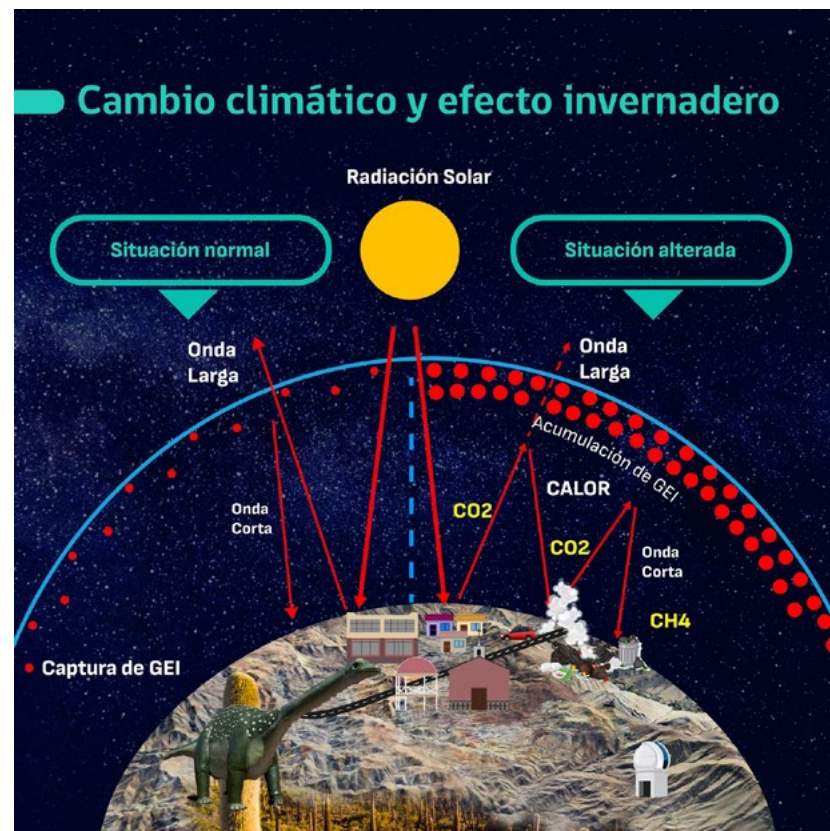 Cambio climático y efecto invernadero
Radiación Solar
Situación normal
Situación alterada
Onda
Larga
Onda
Larga
Acumulación de GEI
CALOR
CO2
Onda
Corta
CO2
Onda
Corta
CH4
Captura de GEI